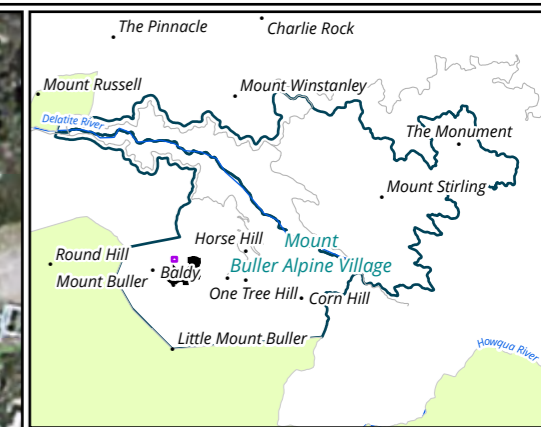 The Pinnacle
Charlie Rock
Mount Russell
Mount Winstanley
Delatite River
The Monument
Mount Stirling
Horse Hill
Mount
Buller Alpine Village
Round Hill
Mount Buller
Baldy
One Tree Hill
Corn Hill
Little Mount Buller
Howqua River